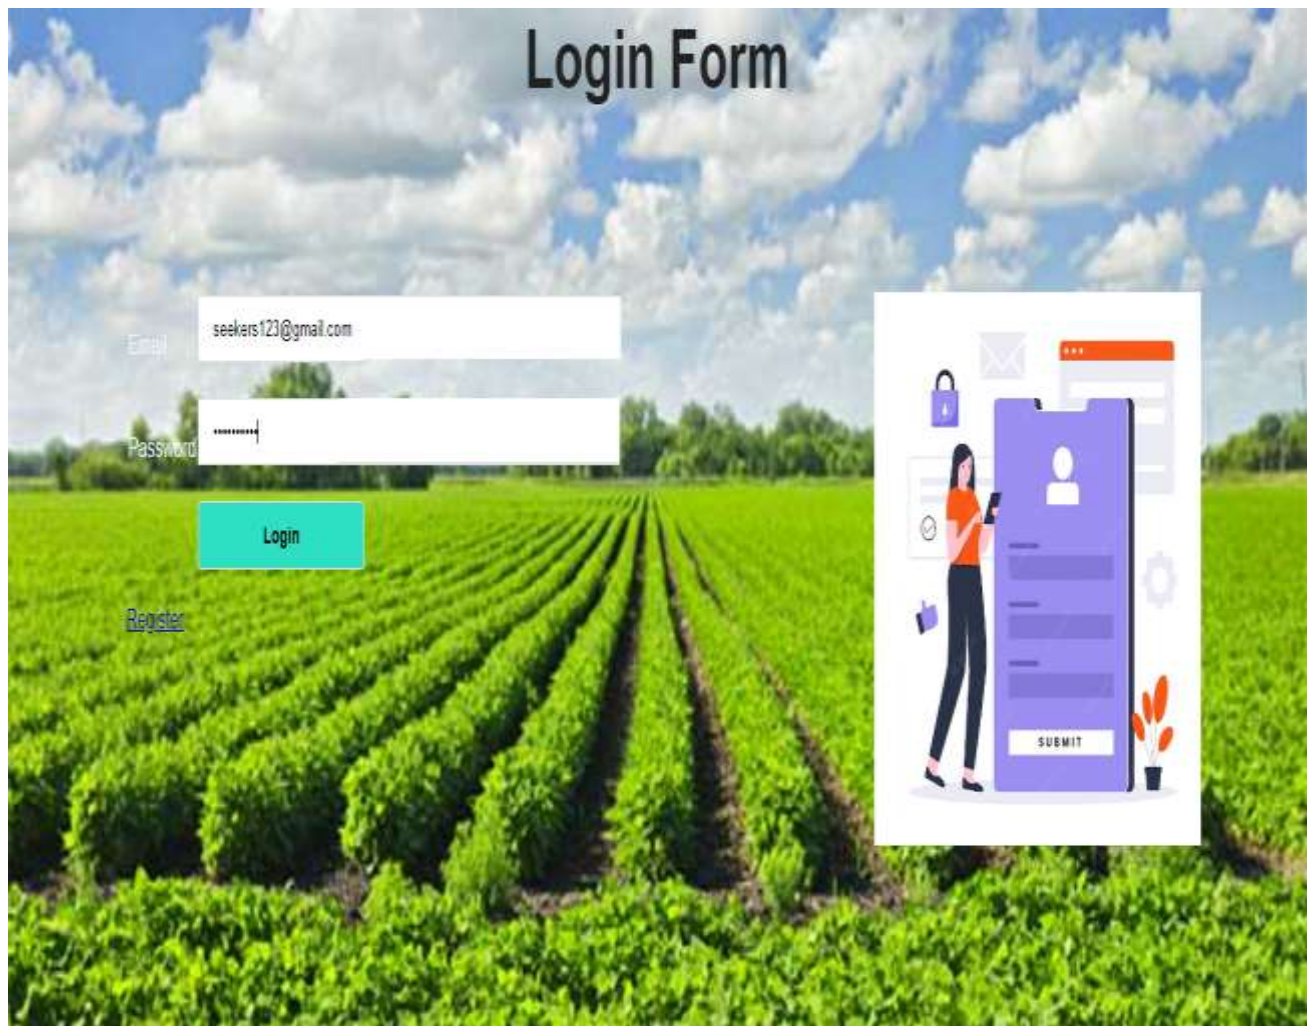 Login Form
Email
seekers123@gmail.com
Password
Login
Register
SUBMIT